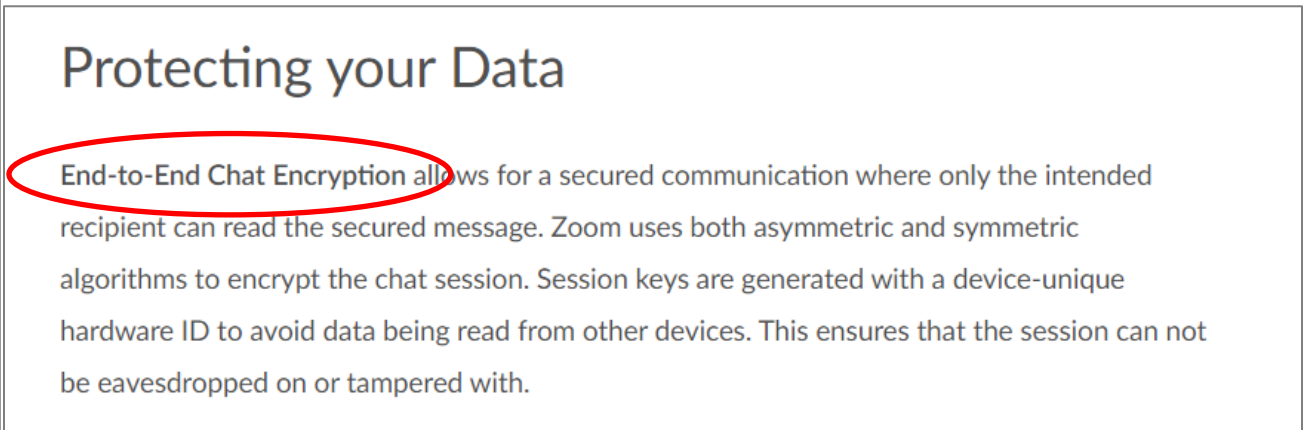 Protecting your Data
End-to-End Chat Encryption allows for a secured communication where only the intended
recipient can read the secured message. Zoom uses both asymmetric and symmetric
algorithms to encrypt the chat session. Session keys are generated with a device-unique
hardware ID to avoid data being read from other devices. This ensures that the session can not
be eavesdropped on or tampered with.